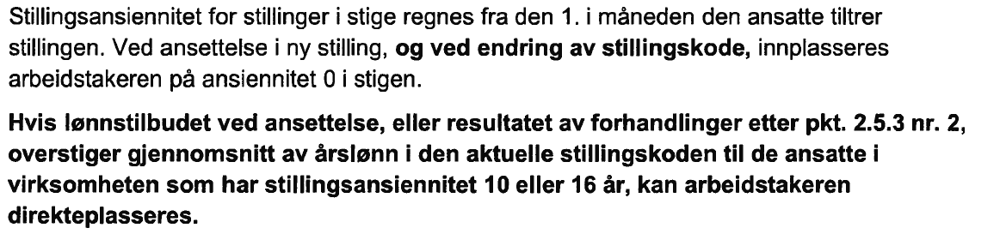 Stillingsansiennitet for stillinger i stige regnes fra den 1. i måneden den ansatte tiltrer
stillingen. Ved ansettelse i ny stilling, og ved endring av stillingskode, innplasseres
arbeidstakeren på ansiennitet 0 i stigen.
Hvis lønnstilbudet ved ansettelse, eller resultatet av forhandlinger etter pkt. 2.5.3 nr. 2,
overstiger gjennomsnitt av årslønn i den aktuelle stillingskoden til de ansatte i
virksomheten som har stillingsansiennitet 10 eller 16 år, kan arbeidstakeren
direkteplasseres.